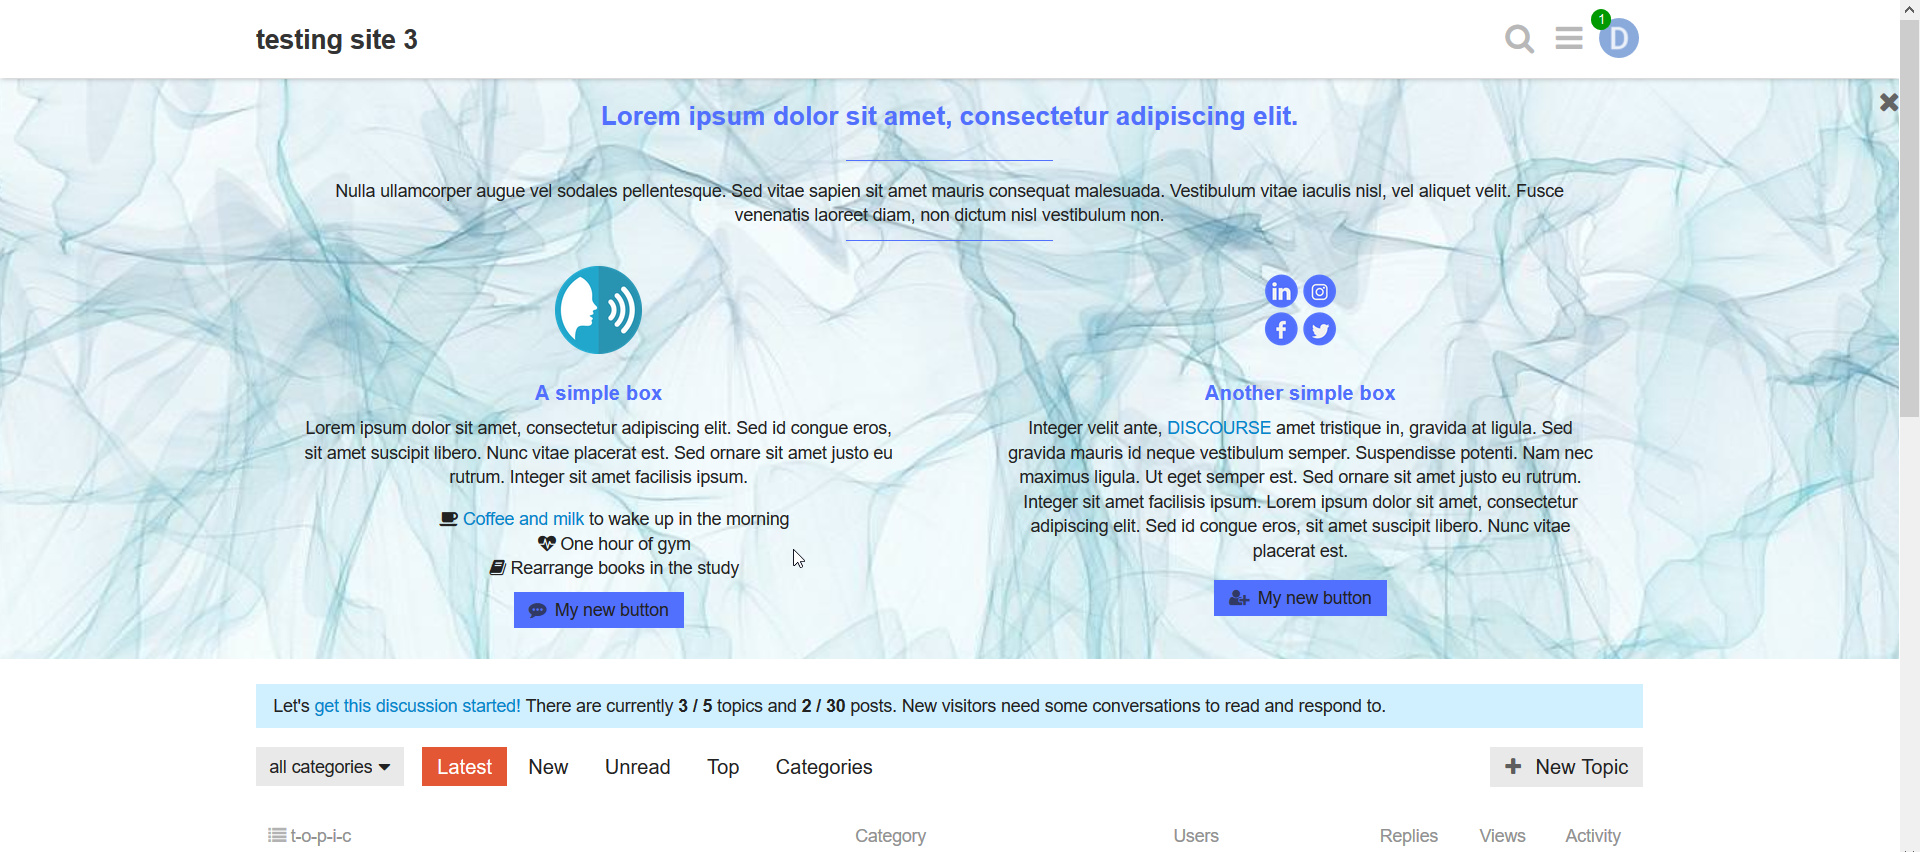 testing site 3
1
D
Lorem ipsum dolor sit amet, consectetur adipiscing elit.
Nulla ullamcorper augue vel sodales pellentesque. Sed vitae sapien sit amet mauris consequat malesuada. Vestibulum vitae iaculis nisl, vel aliquet velit. Fusce
venenatis laoreet diam, non dictum nisl vestibulum non.
in
f
A simple box
Lorem ipsum dolor sit amet, consectetur adipiscing elit. Sed id congue eros,
sit amet suscipit libero. Nunc vitae placerat est. Sed ornare sit amet justo eu
rutrum. Integer sit amet facilisis ipsum.
Coffee and milk to wake up in the morning
One hour of gym
Rearrange books in the study
My new button
Another simple box
Integer velit ante, DISCOURSE amet tristique in, gravida at ligula. Sed
gravida mauris id neque vestibulum semper. Suspendisse potenti. Nam nec
maximus ligula. Ut eget semper est. Sed ornare sit amet justo eu rutrum.
Integer sit amet facilisis ipsum. Lorem ipsum dolor sit amet, consectetur
adipiscing elit. Sed id congue eros, sit amet suscipit libero. Nunc vitae
placerat est.
My new button
Let's get this discussion started! There are currently 3 / 5 topics and 2 / 30 posts. New visitors need some conversations to read and respond to.
all categories
Latest
New
Unread
Top
Categories
New Topic
t-o-p-i-c
Category
Users
Replies
Views
Activity